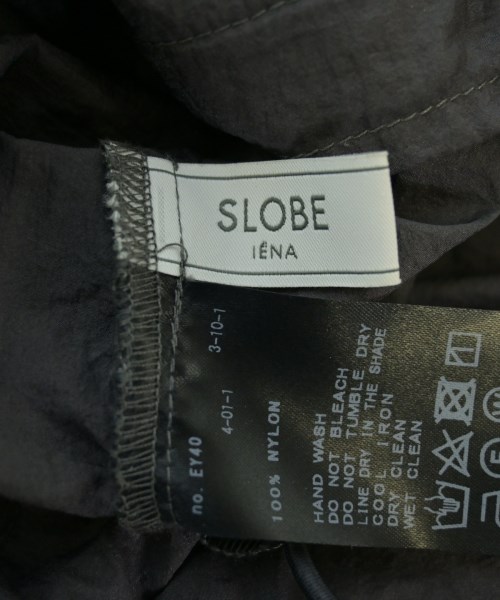 SLOBE
IÉNA
3-10-1
4-01-1
no. EY40
100% NYLON
HAND WASH
DO NOT BLEACH
DO NOT TUMBLE DRY
LINE DRY IN THE SHADE
COOL IRON
DRY CLEAN
WET CLEAN